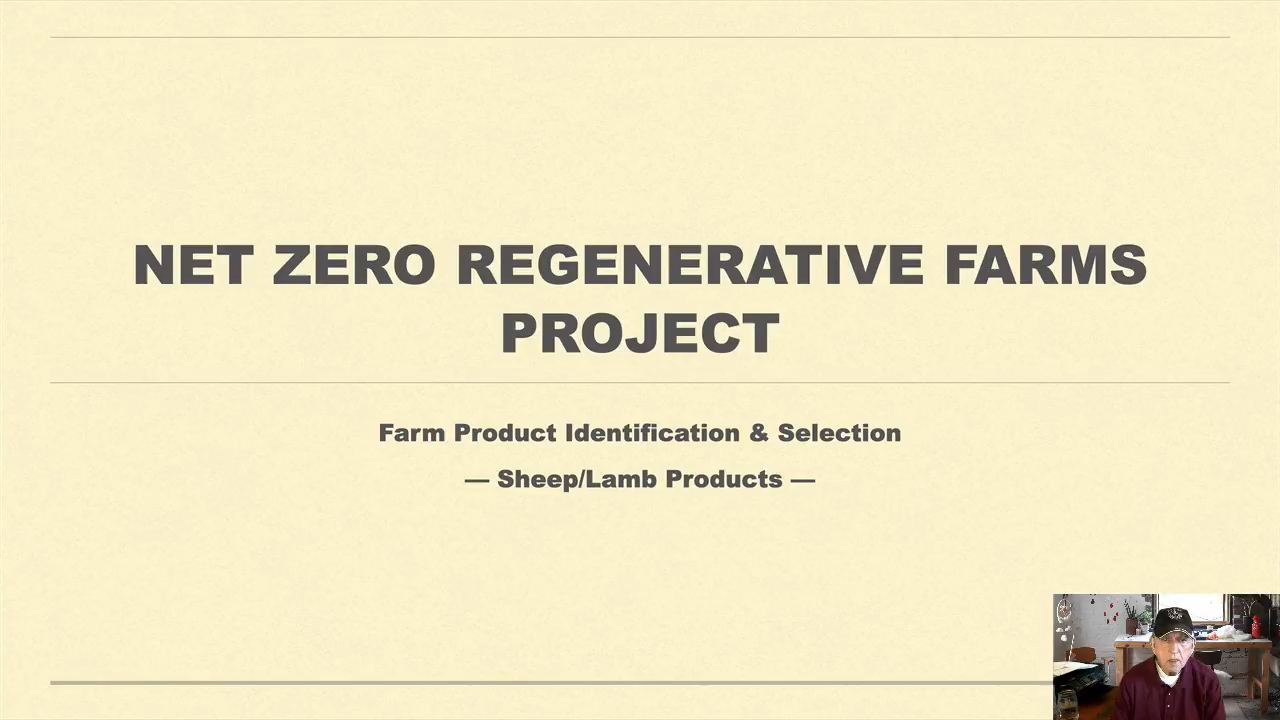 NET ZERO REGENERATIVE FARMS
PROJECT
Farm Product Identification & Selection
— Sheep/Lamb Products —